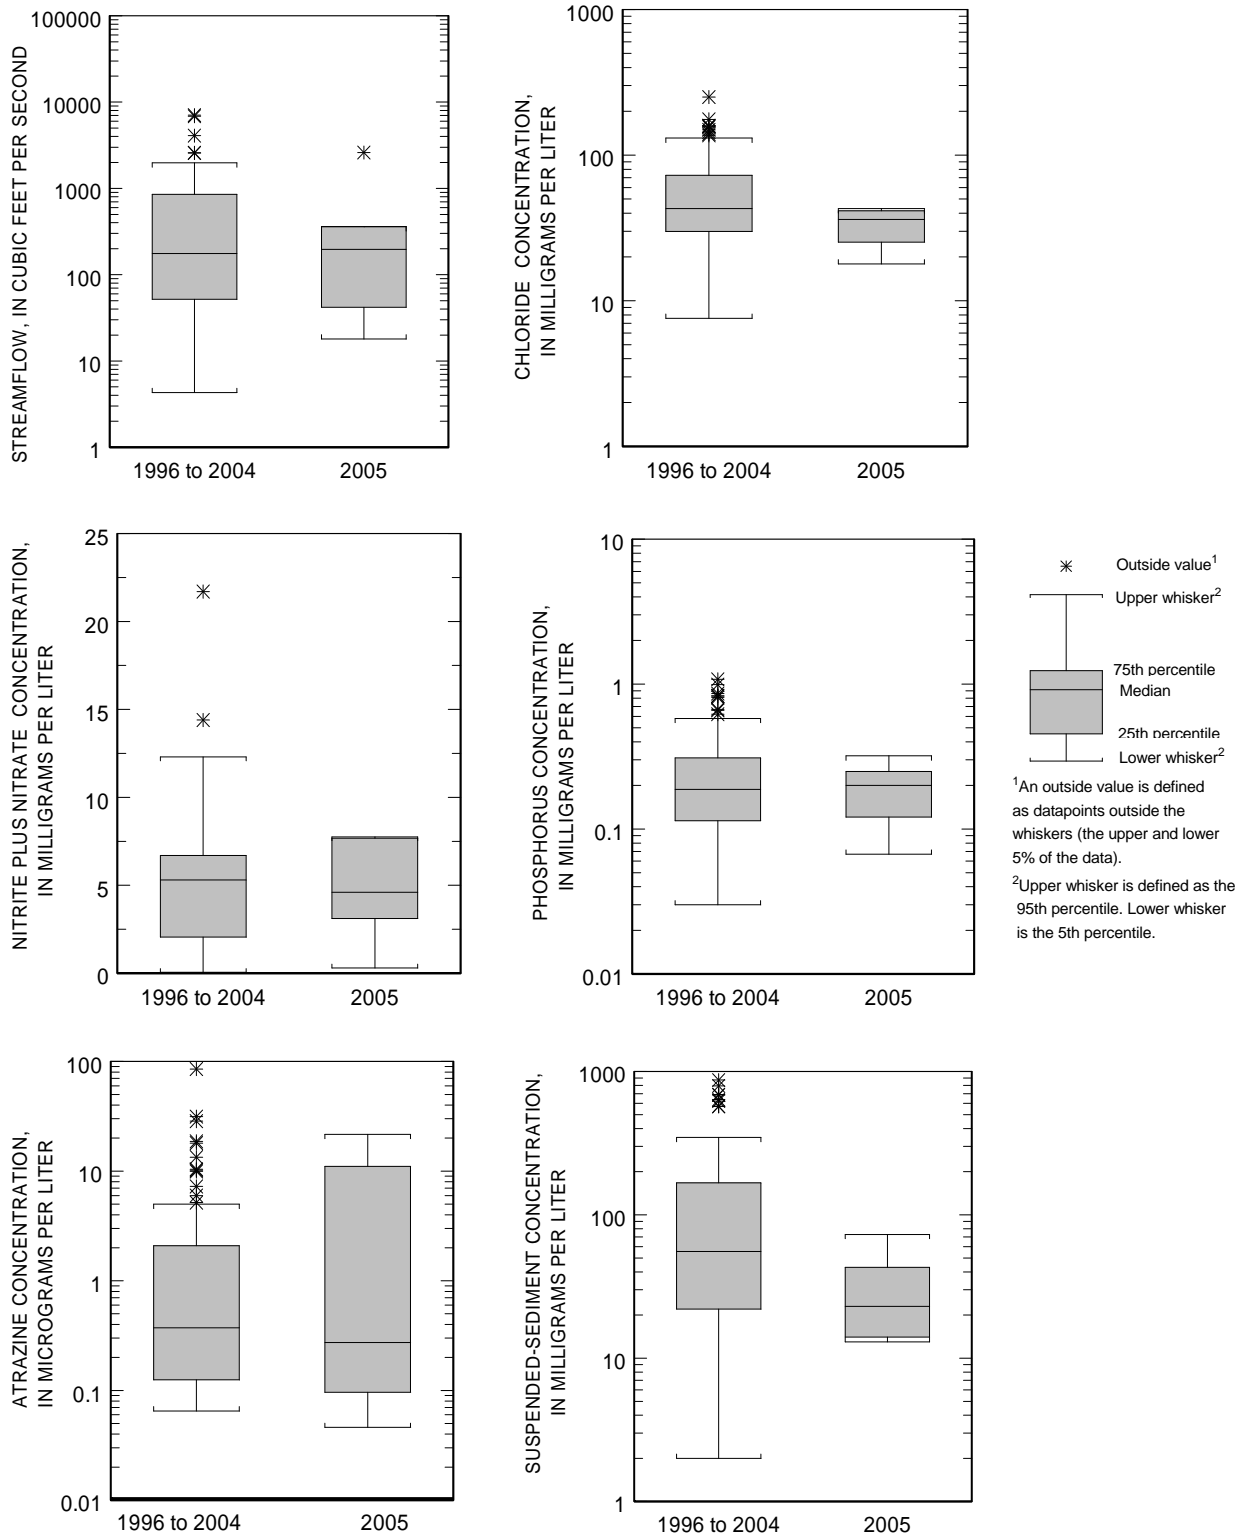 STREAMFLOW, IN CUBIC FEET PER SECOND
100000
10000
1000
100
10
1
1996 to 2004
2005
CHLORIDE CONCENTRATION,
IN MILLIGRAMS PER LITER
1000
100
10
1
1996 to 2004
2005
NITRITE PLUS NITRATE CONCENTRATION,
IN MILLIGRAMS PER LITER
25
20
15
10
5
0
1996 to 2004
2005
PHOSPHORUS CONCENTRATION,
IN MILLIGRAMS PER LITER
10
1
0.1
0.01
1996 to 2004
2005
Outside value¹
Upper whisker²
75th percentile
Median
25th percentile
Lower whisker²
¹An outside value is defined
as datapoints outside the
whiskers (the upper and lower
5% of the data).
²Upper whisker is defined as the
95th percentile. Lower whisker
is the 5th percentile.
ATRAZINE CONCENTRATION,
IN MICROGRAMS PER LITER
100
10
1
0.1
0.01
1996 to 2004
2005
SUSPENDED-SEDIMENT CONCENTRATION,
IN MILLIGRAMS PER LITER
1000
100
10
1
1996 to 2004
2005